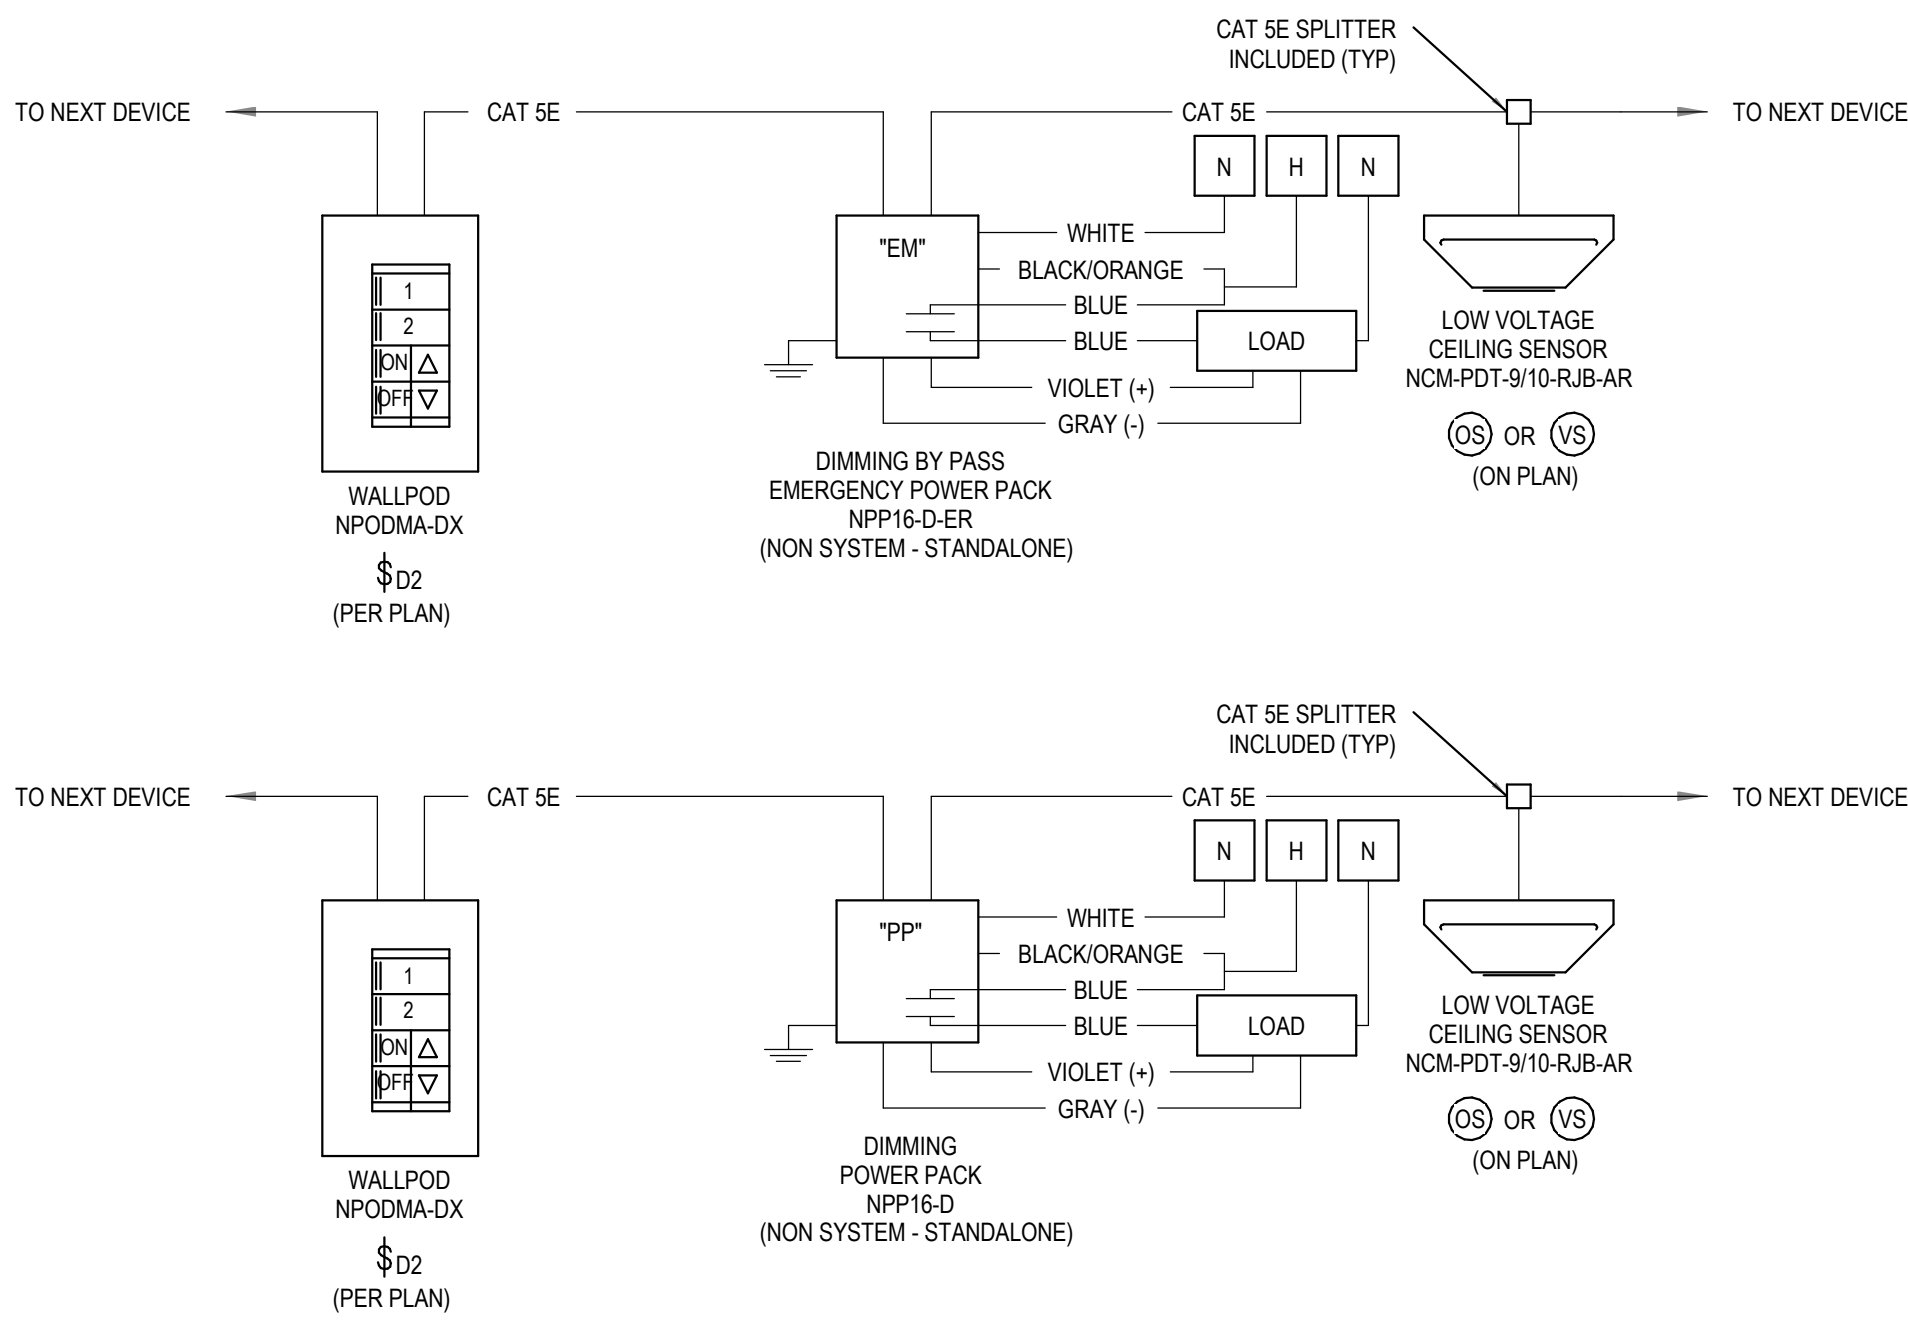 CAT 5E SPLITTER
INCLUDED (TYP)
TO NEXT DEVICE
CAT 5E
CAT 5E
TO NEXT DEVICE
N
H
N
"EM"
WHITE
BLACK/ORANGE
BLUE
BLUE
LOAD
VIOLET (+)
GRAY (-)
1
2
ON
OFF
WALLPOD
NPODMA-DX
$ D2
(PER PLAN)
DIMMING BY PASS
EMERGENCY POWER PACK
NPP16-D-ER
(NON SYSTEM - STANDALONE)
LOW VOLTAGE
CEILING SENSOR
NCM-PDT-9/10-RJB-AR
OS OR VS
(ON PLAN)
CAT 5E SPLITTER
INCLUDED (TYP)
TO NEXT DEVICE
CAT 5E
CAT 5E
TO NEXT DEVICE
N
H
N
"PP"
WHITE
BLACK/ORANGE
BLUE
BLUE
LOAD
VIOLET (+)
GRAY (-)
1
2
ON
OFF
WALLPOD
NPODMA-DX
$ D2
(PER PLAN)
DIMMING
POWER PACK
NPP16-D
(NON SYSTEM - STANDALONE)
LOW VOLTAGE
CEILING SENSOR
NCM-PDT-9/10-RJB-AR
OS OR VS
(ON PLAN)